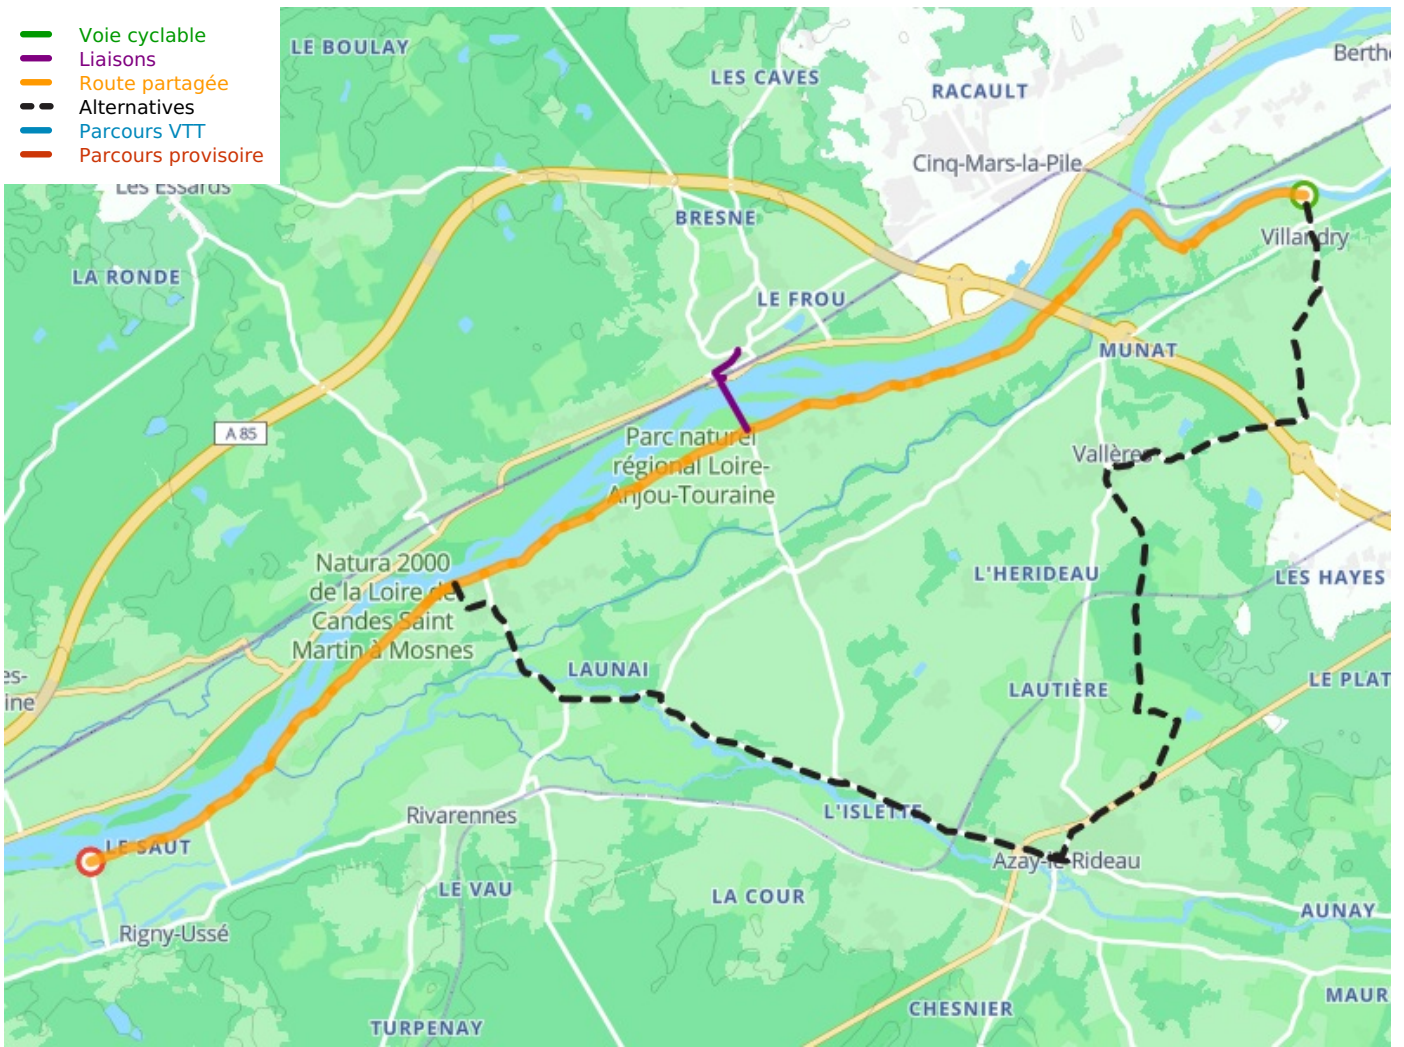 Voie cyclable
Liaisons
Route partagée
Alternatives
Parcours VTT
Parcours provisoire
LE BOULAY
LES CAVES
RACAULT
Berthe
Cinq-Mars-la-Pile
Les Essards
BRESNE
Villandry
LA RONDE
LE FROU
MUNAT
A 85
Parc naturel
régional Loire-
Anjou-Touraine
Vallères
Natura 2000
de la Loire de
Candes Saint
Martin à Mosnes
L'HERIDEAU
LES HAYES
es-
ine
LAUNAI
LAUTIÈRE
LE PLAT
L'ISLETTE
Rivarennes
LE SAUT
Azay-le-Rideau
LE VAU
LA COUR
AUNAY
Rigny-Ussé
MAUR
CHESNIER
TURPENAY